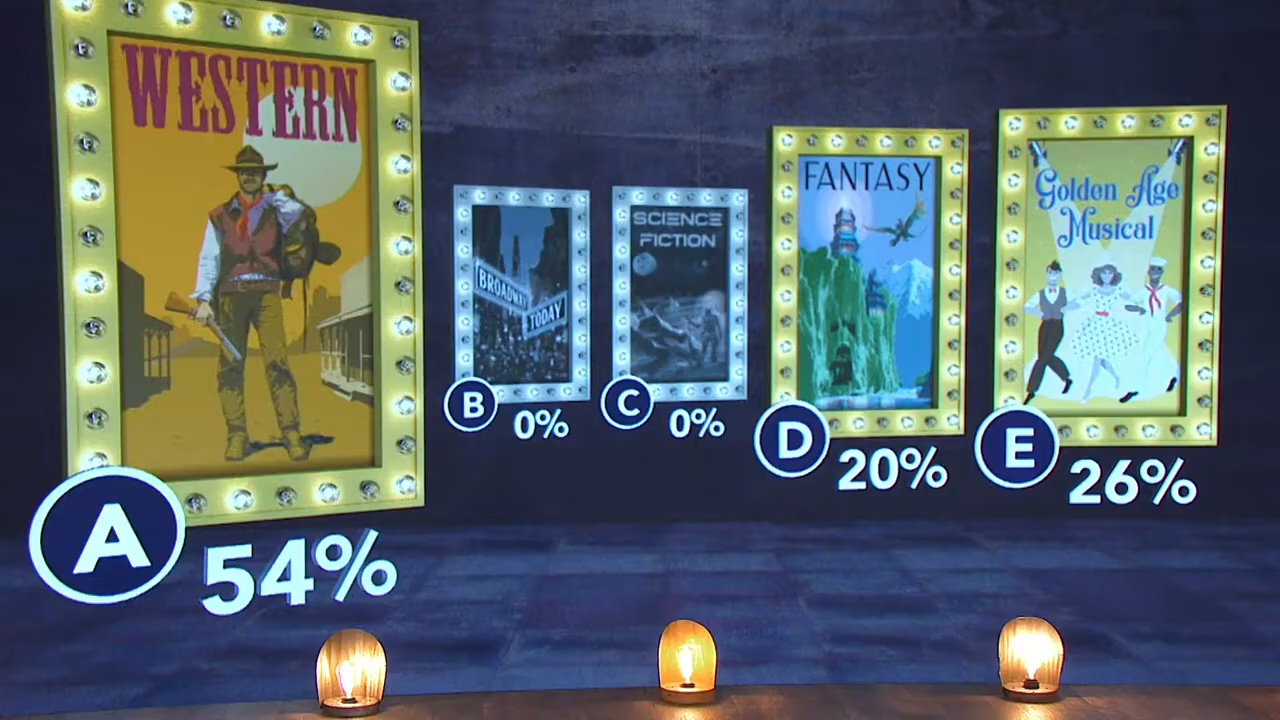 WESTERN
A
54%
BROADWAY
TODAY
B
0%
SCIENCE
FICTION
C
0%
FANTASY
D
20%
Golden Age
Musical
E
26%